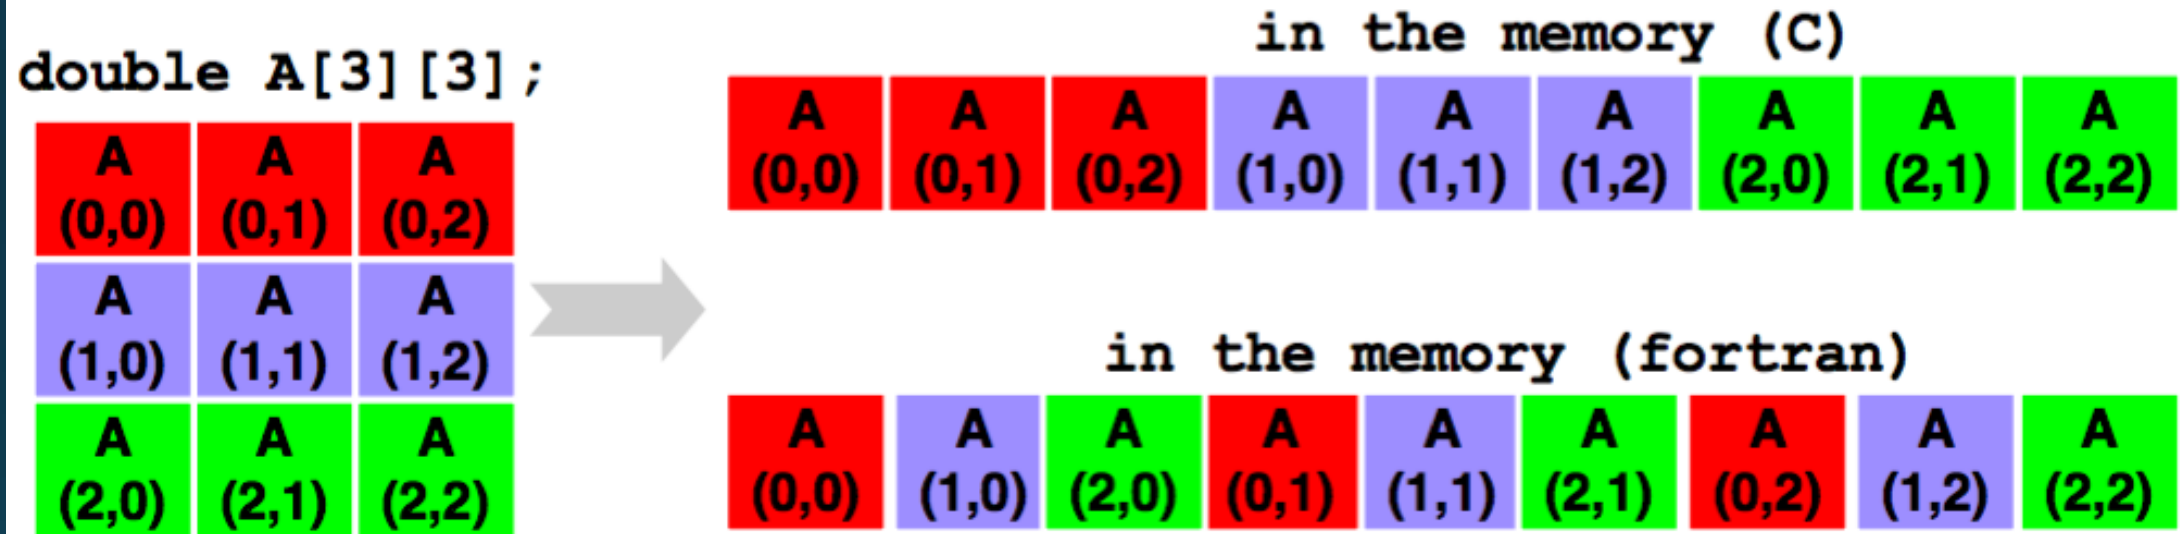 double A[3][3];
A A A
(0,0) (0,1) (0,2)
A A A
(1,0) (1,1) (1,2)
A A A
(2,0) (2,1) (2,2)
in the memory (C)
A A A A A A A A A
(0,0) (0,1) (0,2) (1,0) (1,1) (1,2) (2,0) (2,1) (2,2)
in the memory (fortran)
A A A A A A A A A
(0,0) (1,0) (2,0) (0,1) (1,1) (2,1) (0,2) (1,2) (2,2)